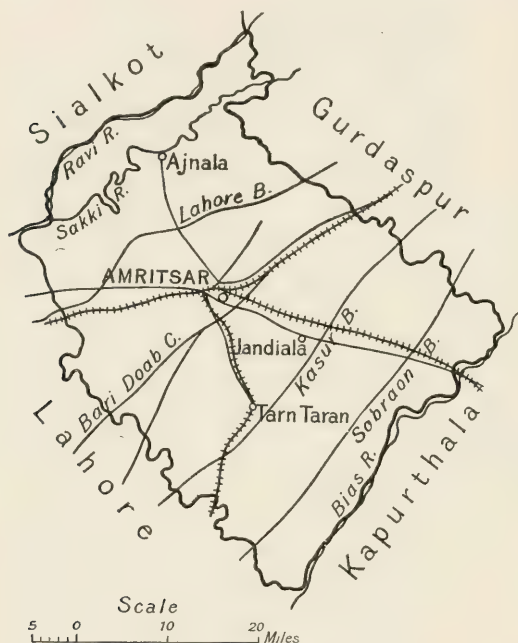 Sialkot
Gurdaspur
Ravi R.
Ajnala
Sakki R.
Lahore B.
AMRITSAR
Jandiala
Kasur B.
Bari Doab C.
Sobraon B.
Tarn Taran
Lahore
Bias R.
Kapurthala
Scale
5 0 10 20 Miles